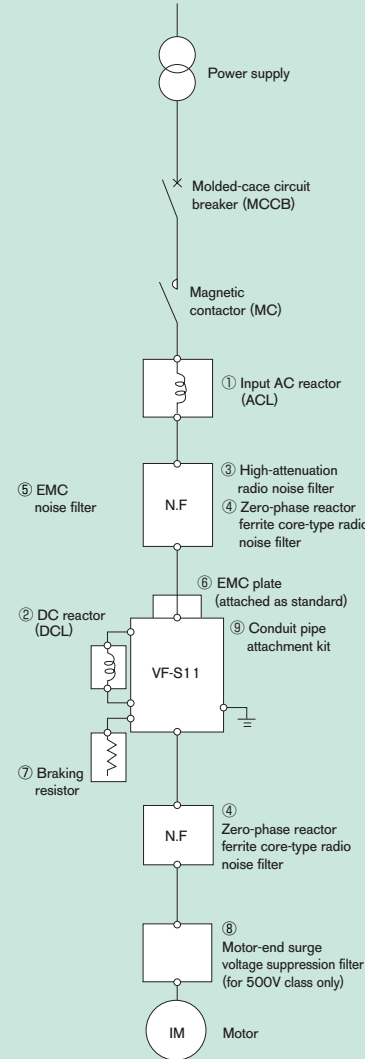 Power supply
Molded-cace circuit
breaker (MCCB)
Magnetic
contactor (MC)
① Input AC reactor
(ACL)
⑤ EMC
noise filter
N.F
③ High-attenuation
radio noise filter
④ Zero-phase reactor
ferrite core-type radio
noise filter
⑥ EMC plate
(attached as standard)
② DC reactor
(DCL)
⑨ Conduit pipe
attachment kit
VF-S11
⑦ Braking
resistor
N.F
④
Zero-phase reactor
ferrite core-type radio
noise filter
⑧
Motor-end surge
voltage suppression filter
(for 500V class only)
IM
Motor